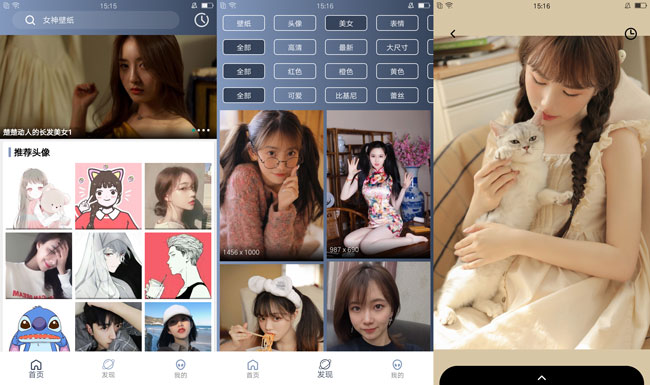 15:15
女神壁纸
楚楚动人的长发美女1
推荐头像
首页
发现
我的
15:16
壁纸 头像 美女 表情
全部 高清 最新 大尺寸
全部 红色 橙色 黄色
全部 可爱 比基尼 蕾丝
1456 x 1000
987 x 690
首页
发现
我的
15:16